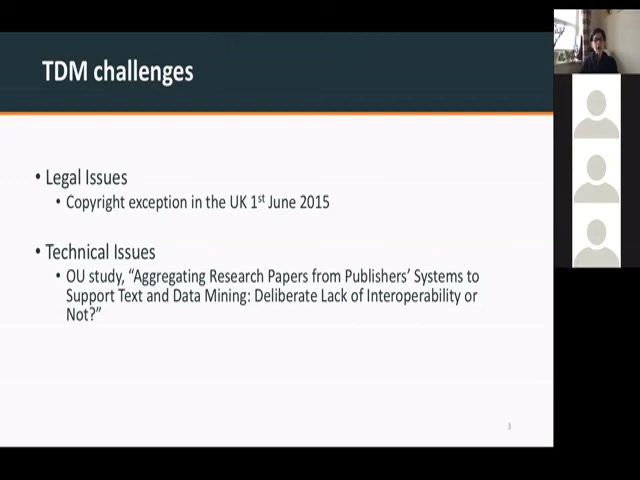 TDM challenges
• Legal Issues
• Copyright exception in the UK 1st June 2015
• Technical Issues
• OU study, “Aggregating Research Papers from Publishers’ Systems to
Support Text and Data Mining: Deliberate Lack of Interoperability or
Not?”
3